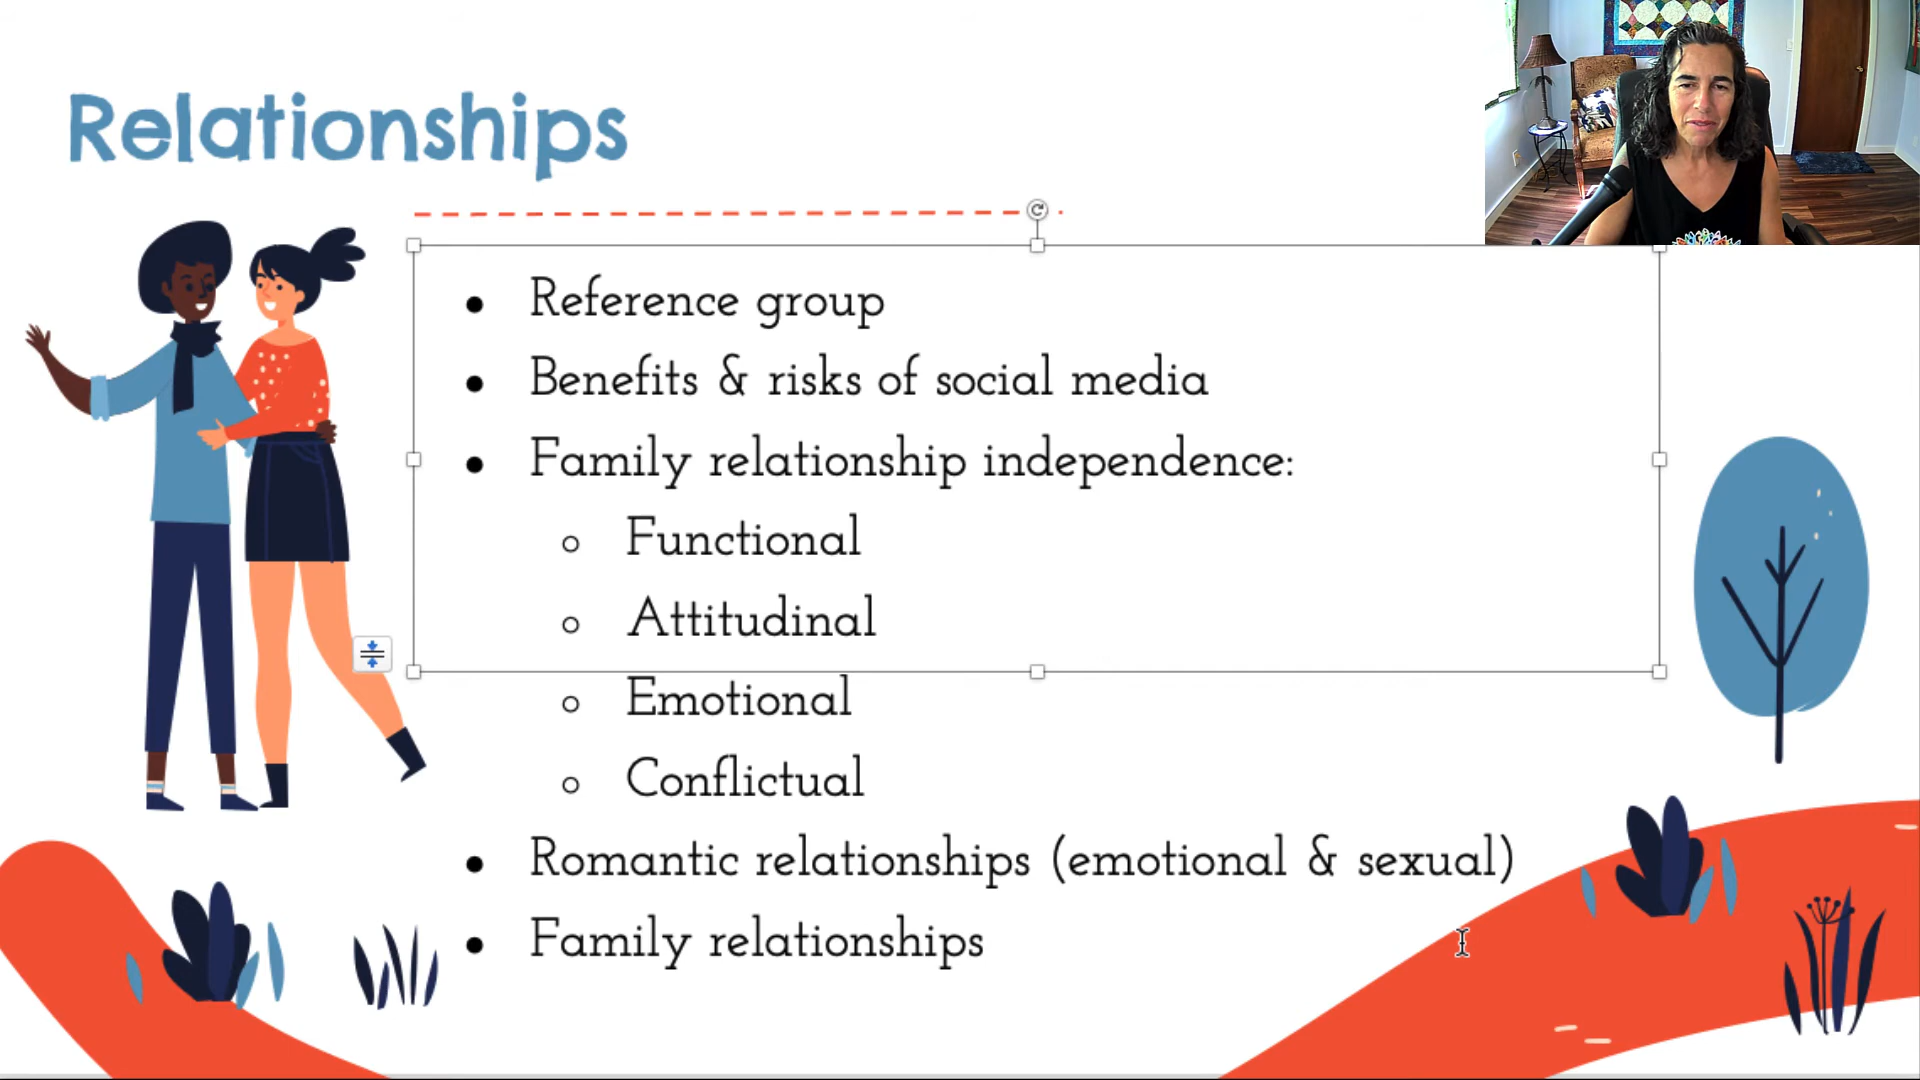 Relationships
● Reference group
● Benefits & risks of social media
● Family relationship independence:
○ Functional
○ Attitudinal
○ Emotional
○ Conflictual
● Romantic relationships (emotional & sexual)
● Family relationships